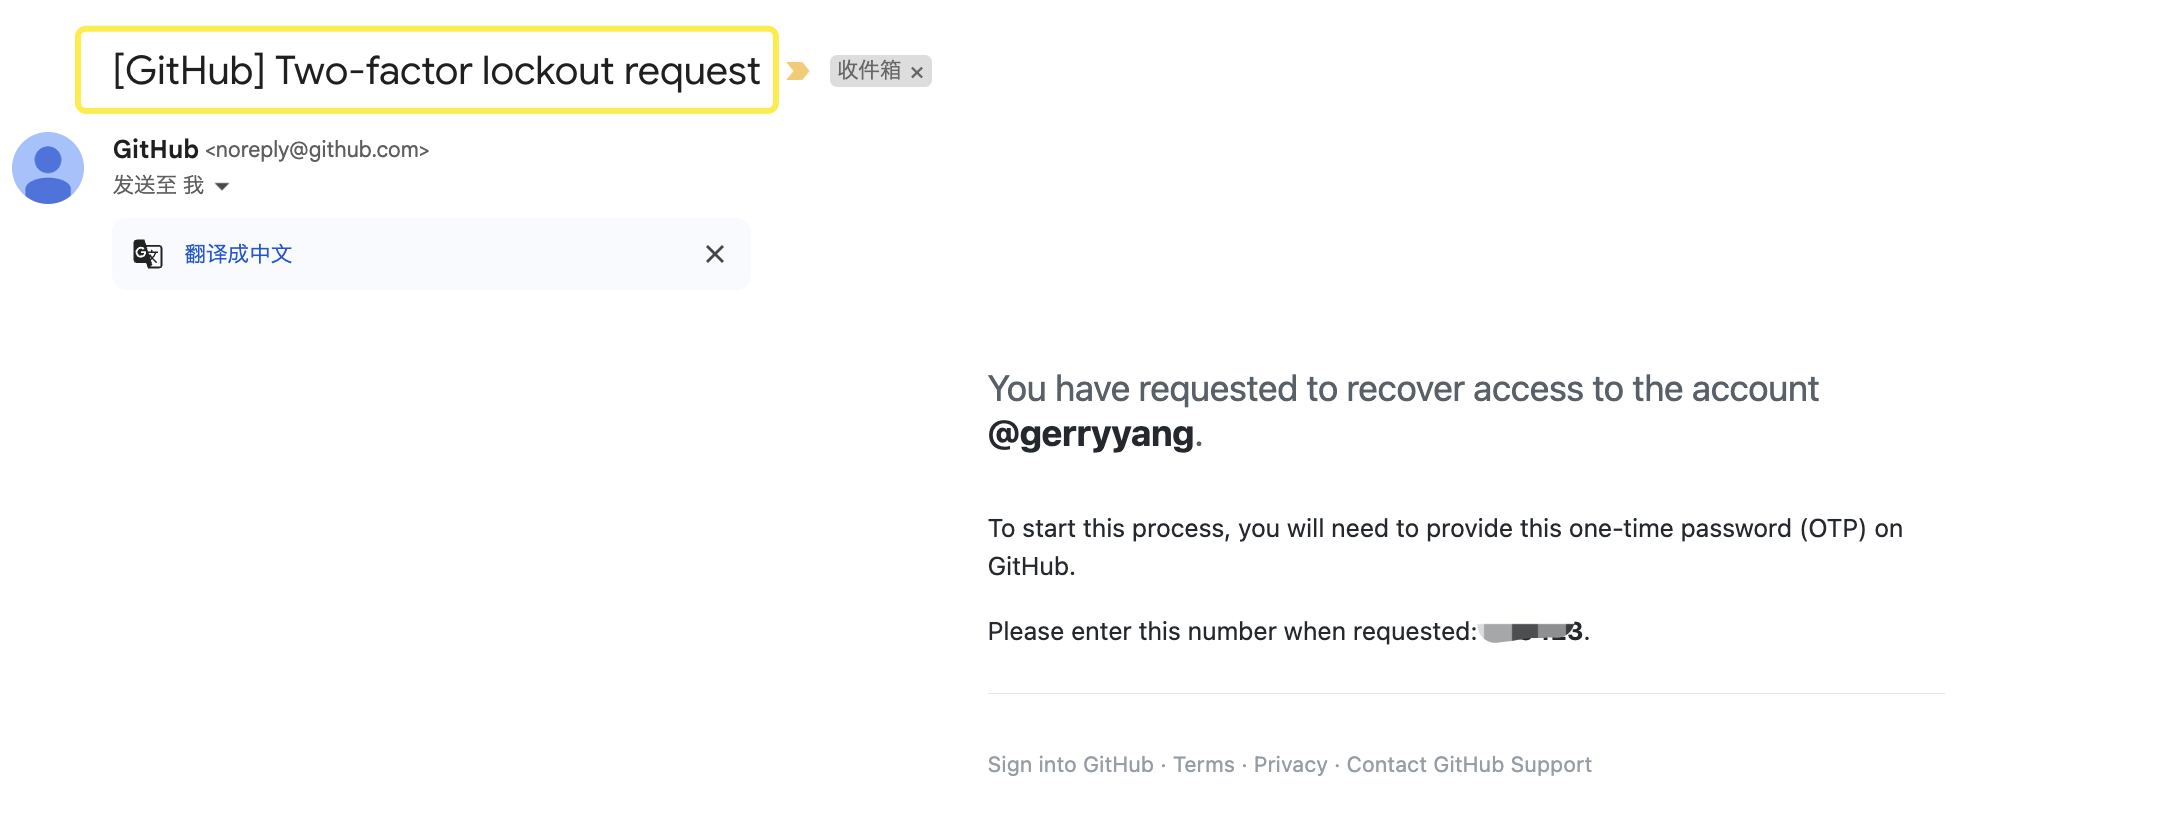 [GitHub] Two-factor lockout request 收件箱 ×
GitHub <noreply@github.com>
发送至 我
翻译成中文
You have requested to recover access to the account
@gerryyang.
To start this process, you will need to provide this one-time password (OTP) on
GitHub.
Please enter this number when requested:
Sign into GitHub · Terms · Privacy · Contact GitHub Support